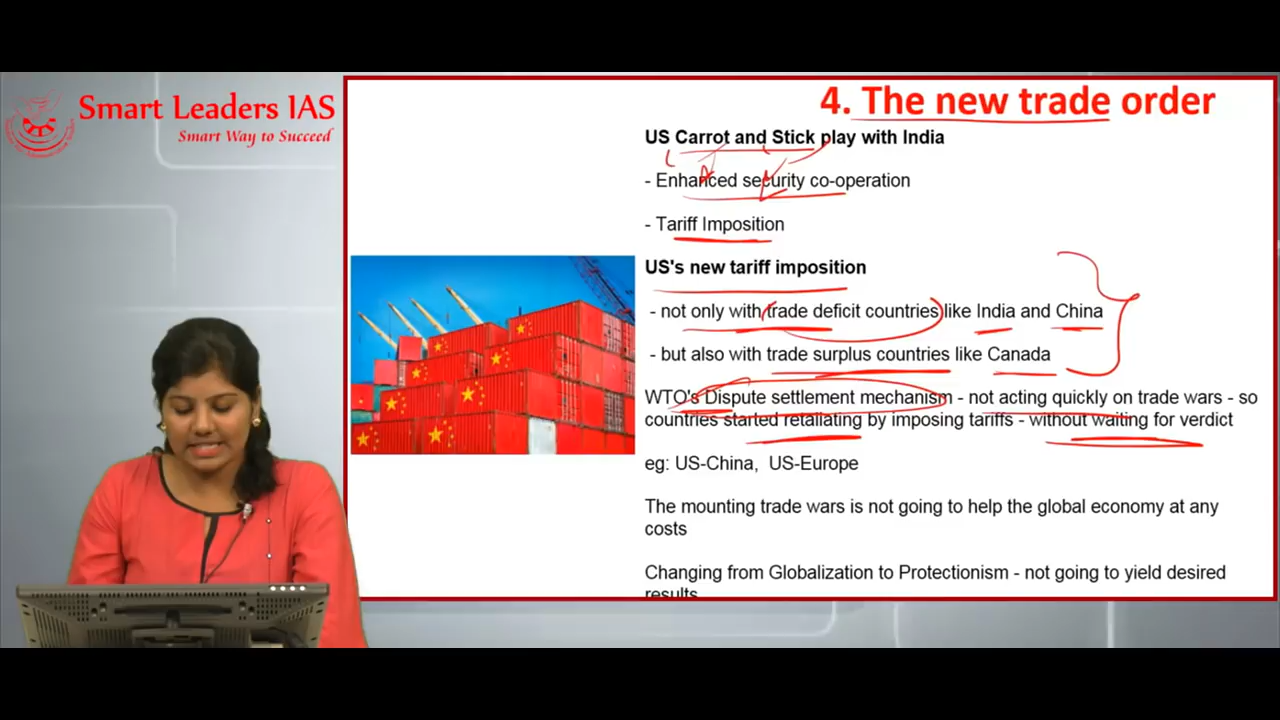 Smart Leaders IAS
Smart Way to Succeed
4. The new trade order
US Carrot and Stick play with India
- Enhanced security co-operation
- Tariff Imposition
US's new tariff imposition
- not only with trade deficit countries like India and China
- but also with trade surplus countries like Canada
WTO's Dispute settlement mechanism - not acting quickly on trade wars - so
countries started retaliating by imposing tariffs - without waiting for verdict
eg: US-China, US-Europe
The mounting trade wars is not going to help the global economy at any
costs
Changing from Globalization to Protectionism - not going to yield desired
results